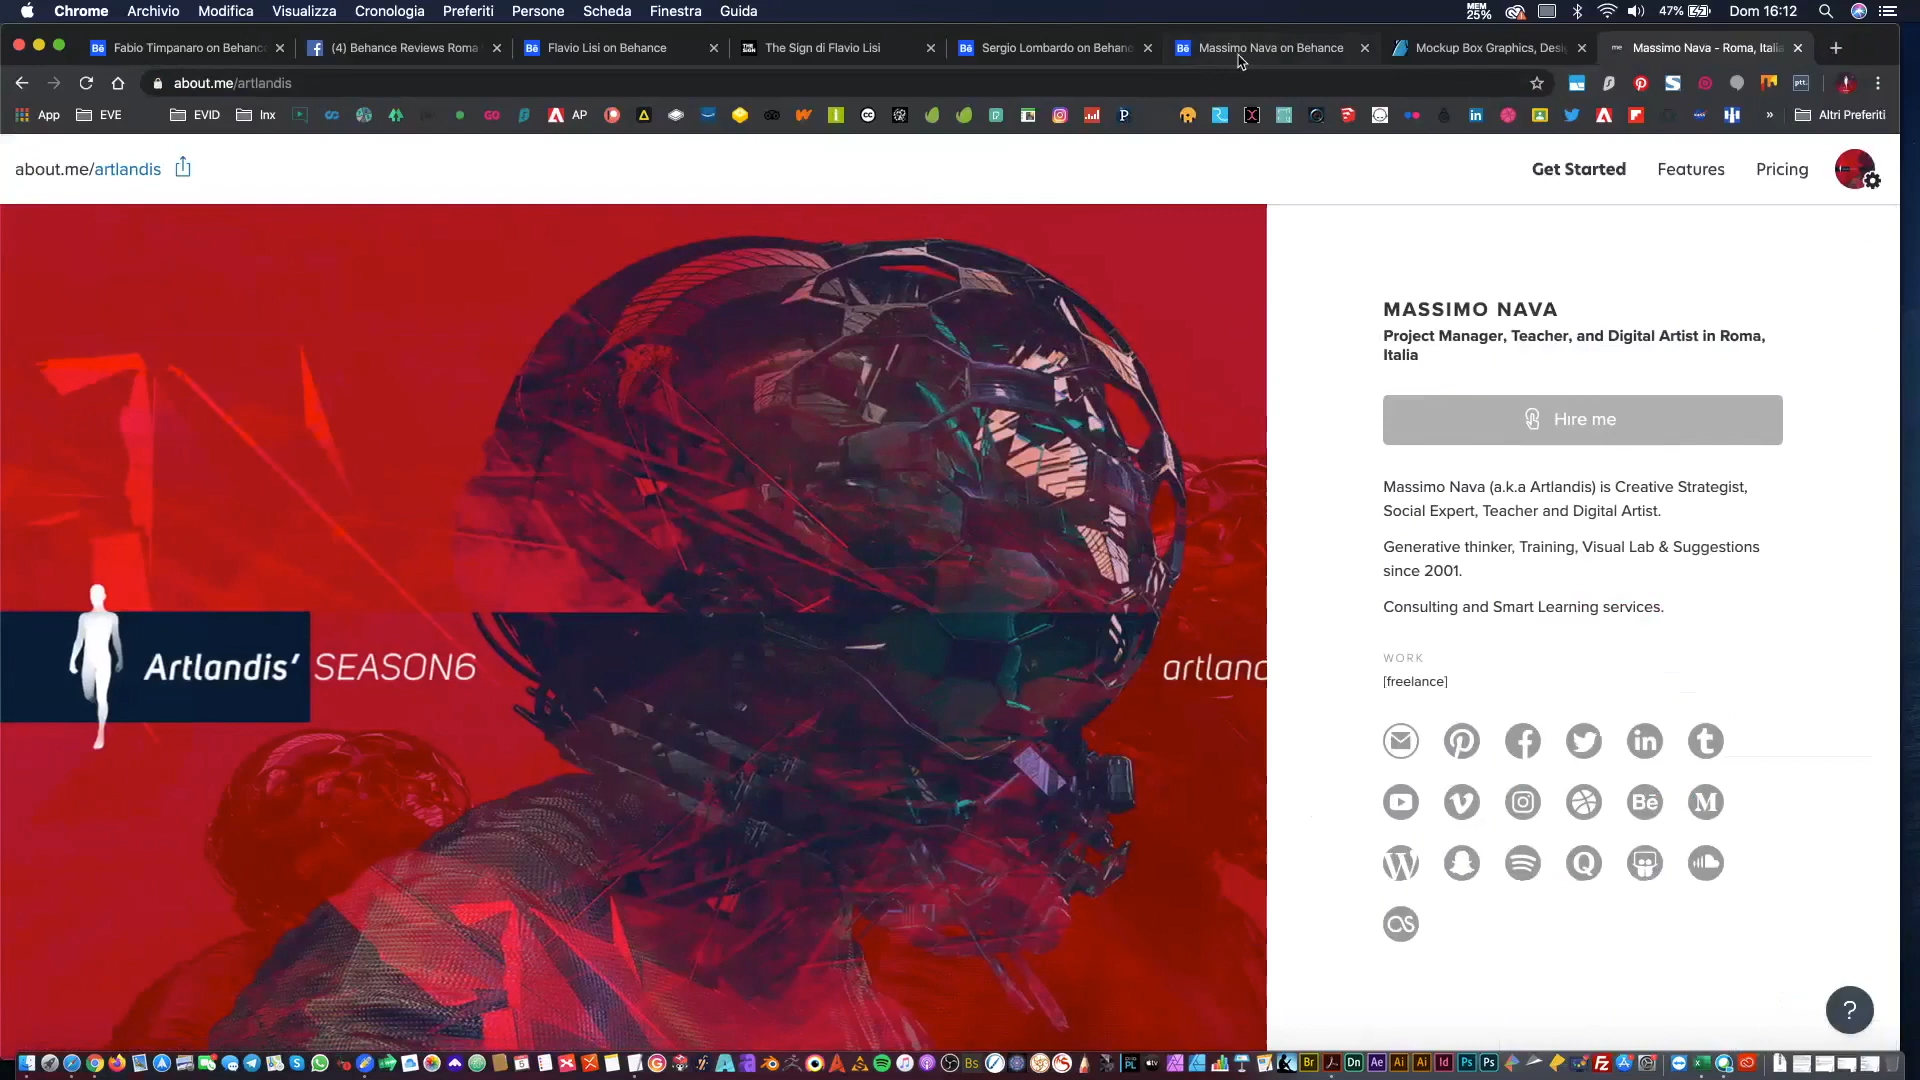 Chrome Archivio Modifica Visualizza Cronologia Preferiti Persone Scheda Finestra Guida MEM 25% 47% Dom 16:12
Fabio Timpanaro on Behanc
(4) Behance Reviews Roma
Flavio Lisi on Behance
The Sign di Flavio Lisi
Sergio Lombardo on Behanc
Massimo Nava on Behance
Mockup Box Graphics, Desi
Massimo Nava - Roma, Italia
about.me/artlandis
App EVE EVID Inx AP Altri Preferiti
about.me/artlandis
Get Started Features Pricing
MASSIMO NAVA
Project Manager, Teacher, and Digital Artist in Roma,
Italia
Hire me
Massimo Nava (a.k.a Artlandis) is Creative Strategist,
Social Expert, Teacher and Digital Artist.
Generative thinker, Training, Visual Lab & Suggestions
since 2001.
Consulting and Smart Learning services.
WORK
[freelance]
Artlandis’ SEASON6
artland
?